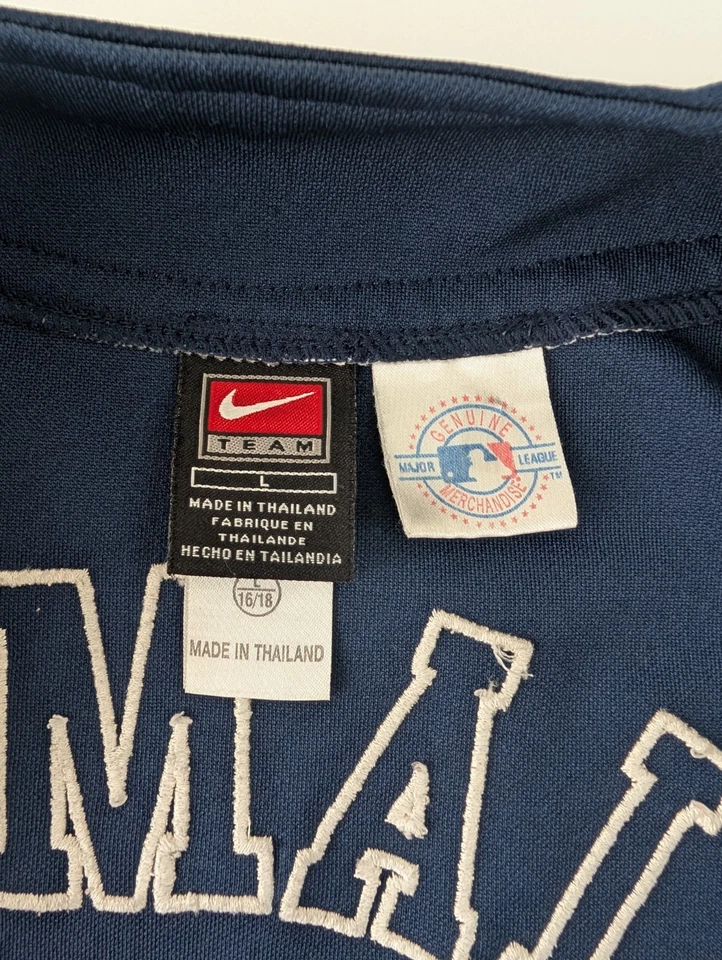 TEAM
L
MADE IN THAILAND
FABRIQUE EN
THAILANDE
HECHO EN TAILANDIA
L
16/18
MADE IN THAILAND
GENUINE
MAJOR LEAGUE
MERCHANDISE
TM
MA